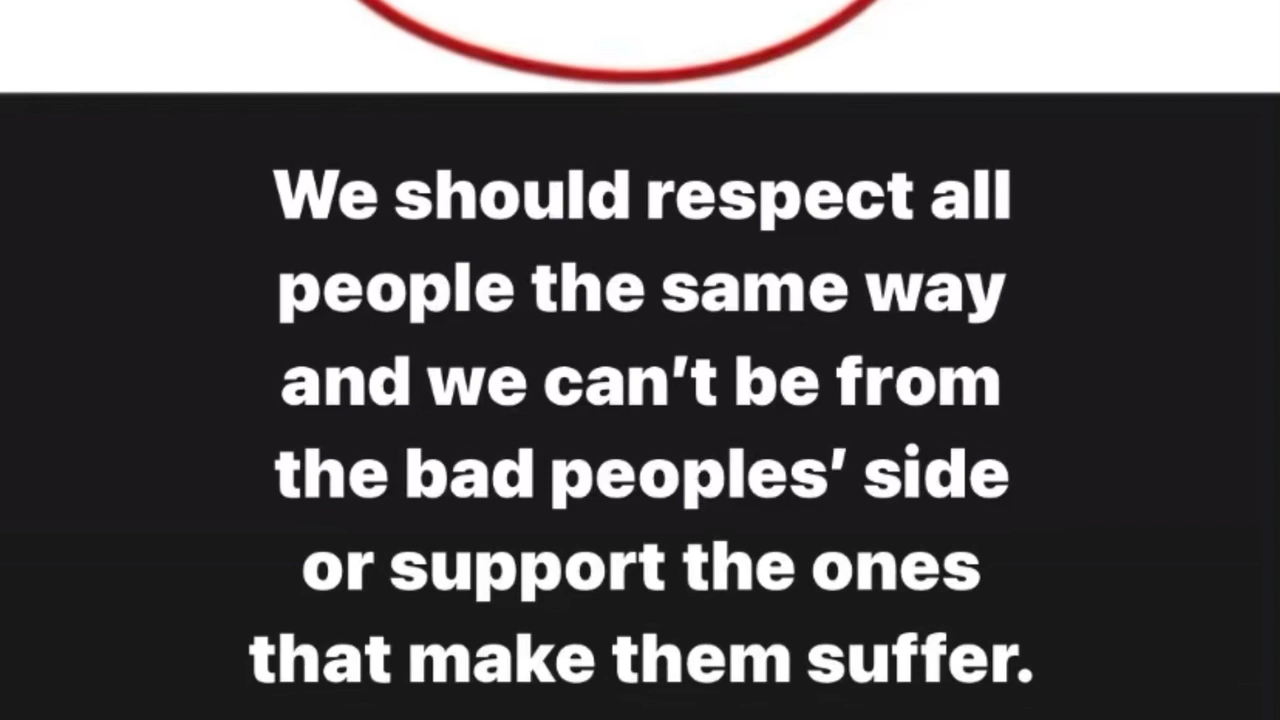 We should respect all
people the same way
and we can’t be from
the bad peoples’ side
or support the ones
that make them suffer.